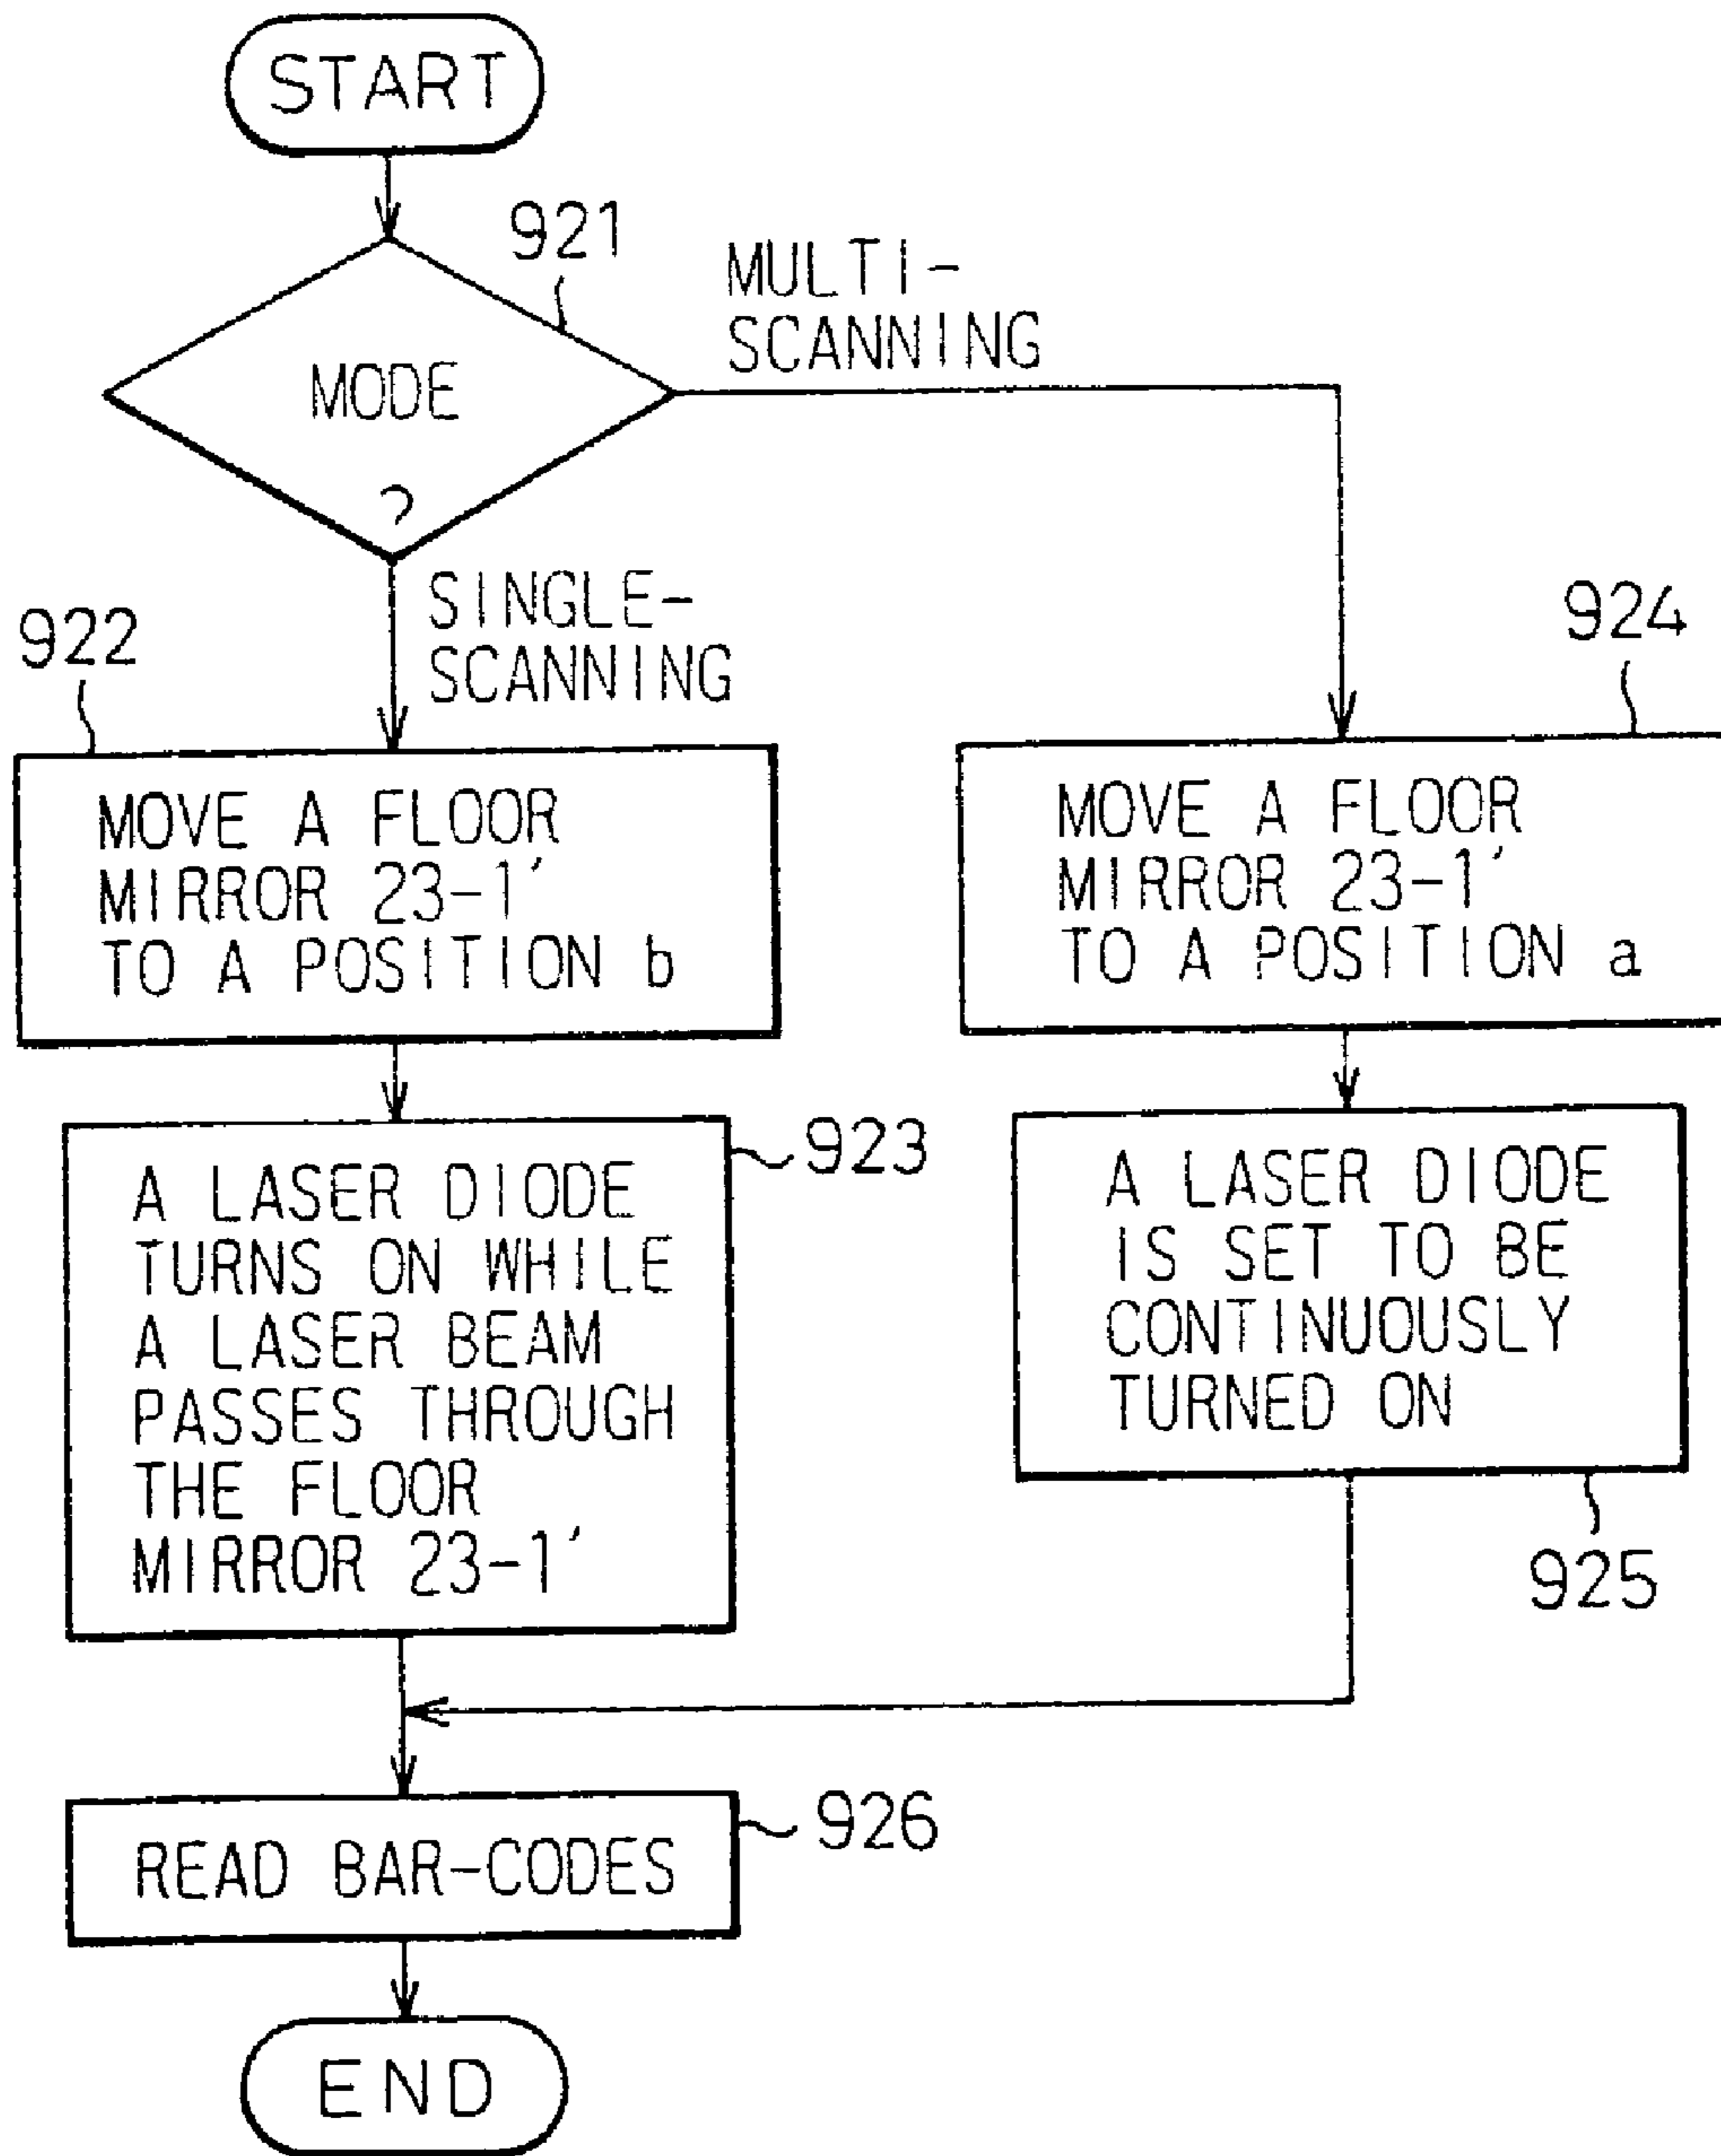 START
921
MODE
?
MULTI-
SCANNING
SINGLE-
SCANNING
922
MOVE A FLOOR
MIRROR 23-1′
TO A POSITION b
924
MOVE A FLOOR
MIRROR 23-1′
TO A POSITION a
923
A LASER DIODE
TURNS ON WHILE
A LASER BEAM
PASSES THROUGH
THE FLOOR
MIRROR 23-1′
A LASER DIODE
IS SET TO BE
CONTINUOUSLY
TURNED ON
925
926
READ BAR-CODES
END